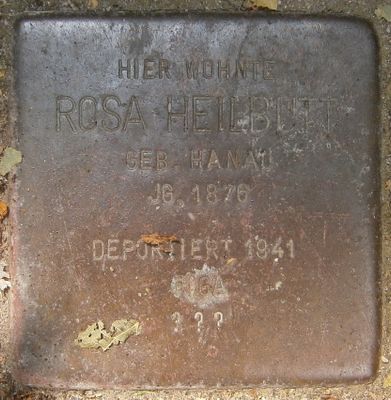 HIER WOHNTE
ROSA HEILBUTT
GEB. HANAU
JG. 1876
DEPORTIERT 1941
RIGA
???